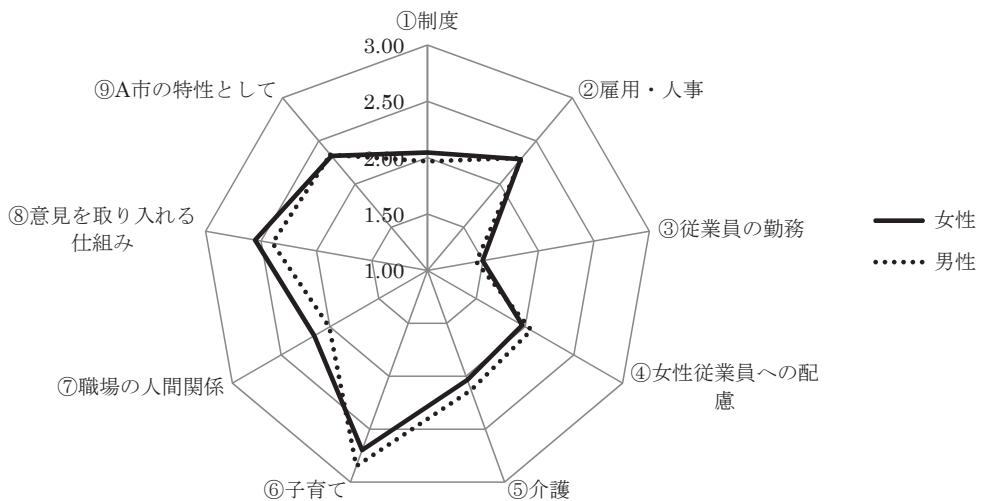 ①制度
3.00
2.50
2.00
1.50
1.00
②雇用・人事
③従業員の勤務
④女性従業員への配
慮
⑤介護
⑥子育て
⑦職場の人間関係
⑧意見を取り入れる
仕組み
⑨A市の特性として
女性
男性